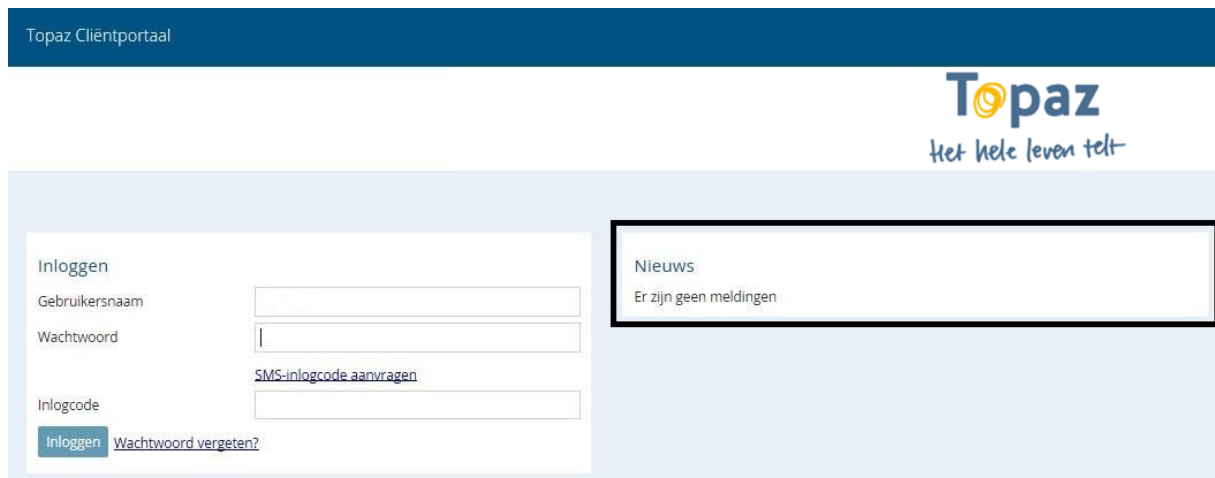 Topaz Cliëntportaal
Topaz
Het hele leven telt
Inloggen
Gebruikersnaam
Wachtwoord
SMS-inlogcode aanvragen
Inlogcode
Inloggen Wachtwoord vergeten?
Nieuws
Er zijn geen meldingen